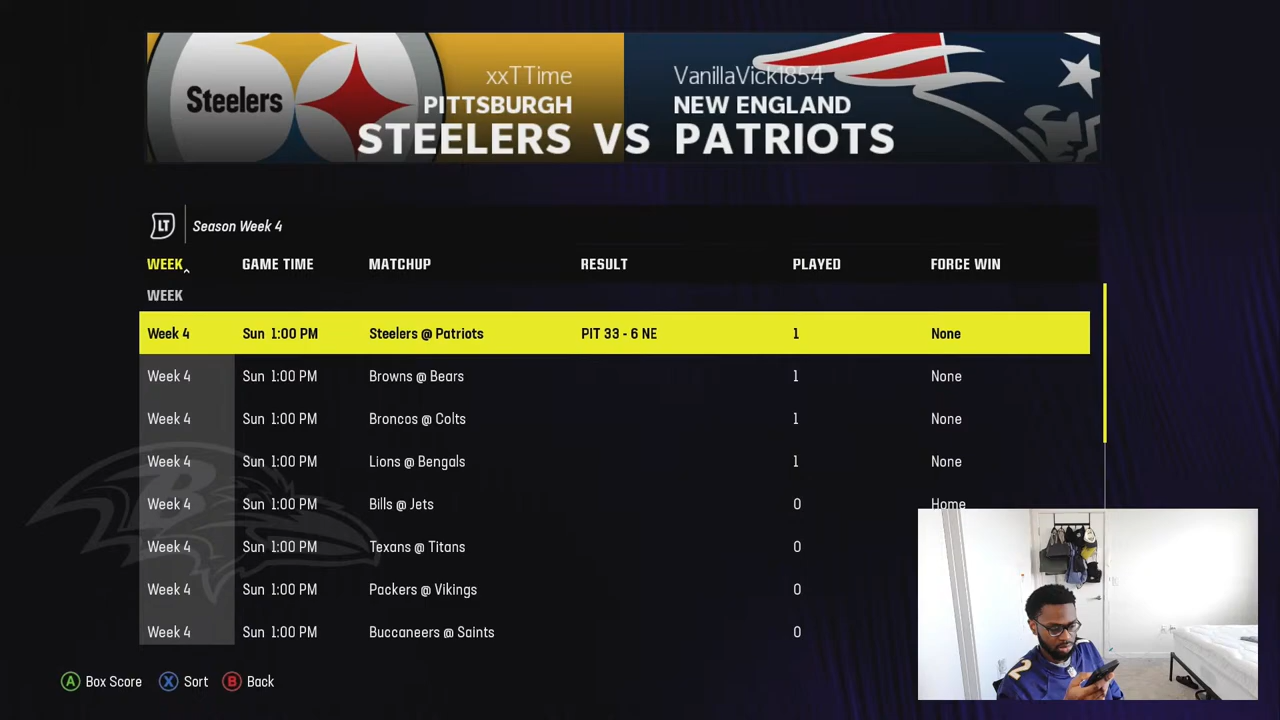 Steelers
xxTTime
PITTSBURGH
STEELERS VS PATRIOTS
VanillaVick1854
NEW ENGLAND
LT Season Week 4
WEEK GAME TIME MATCHUP RESULT PLAYED FORCE WIN
WEEK
Week 4 Sun 1:00 PM Steelers @ Patriots PIT 33 - 6 NE 1 None
Week 4 Sun 1:00 PM Browns @ Bears 1 None
Week 4 Sun 1:00 PM Broncos @ Colts 1 None
Week 4 Sun 1:00 PM Lions @ Bengals 1 None
Week 4 Sun 1:00 PM Bills @ Jets 0 Home
Week 4 Sun 1:00 PM Texans @ Titans 0
Week 4 Sun 1:00 PM Packers @ Vikings 0
Week 4 Sun 1:00 PM Buccaneers @ Saints 0
A Box Score X Sort B Back
2